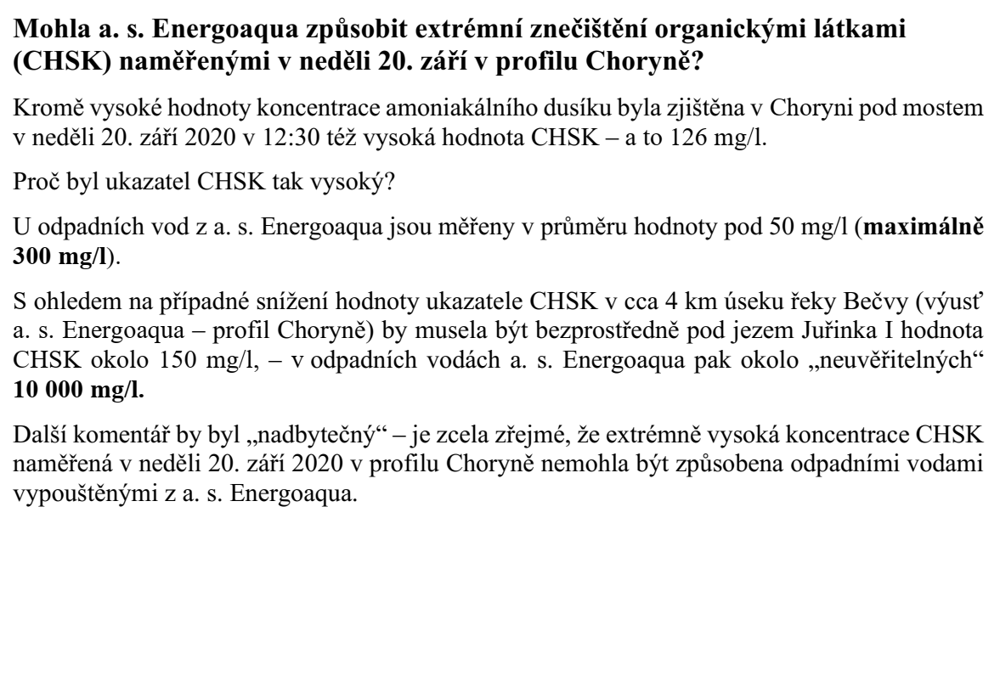 Mohla a. s. Energoaqua způsobit extrémní znečištění organickými látkami
(CHSK) naměřenými v neděli 20. září v profilu Choryně?
Kromě vysoké hodnoty koncentrace amoniakálního dusíku byla zjištěna v Choryni pod mostem
v neděli 20. září 2020 v 12:30 též vysoká hodnota CHSK – a to 126 mg/l.
Proč byl ukazatel CHSK tak vysoký?
U odpadních vod z a. s. Energoaqua jsou měřeny v průměru hodnoty pod 50 mg/l (maximálně
300 mg/l).
S ohledem na případné snížení hodnoty ukazatele CHSK v cca 4 km úseku řeky Bečvy (výusť
a. s. Energoaqua – profil Choryně) by musela být bezprostředně pod jezem Juřinka I hodnota
CHSK okolo 150 mg/l, – v odpadních vodách a. s. Energoaqua pak okolo „neuvěřitelných“
10 000 mg/l.
Další komentář by byl „nadbytečný“ – je zcela zřejmé, že extrémně vysoká koncentrace CHSK
naměřená v neděli 20. září 2020 v profilu Choryně nemohla být způsobena odpadními vodami
vypouštěnými z a. s. Energoaqua.